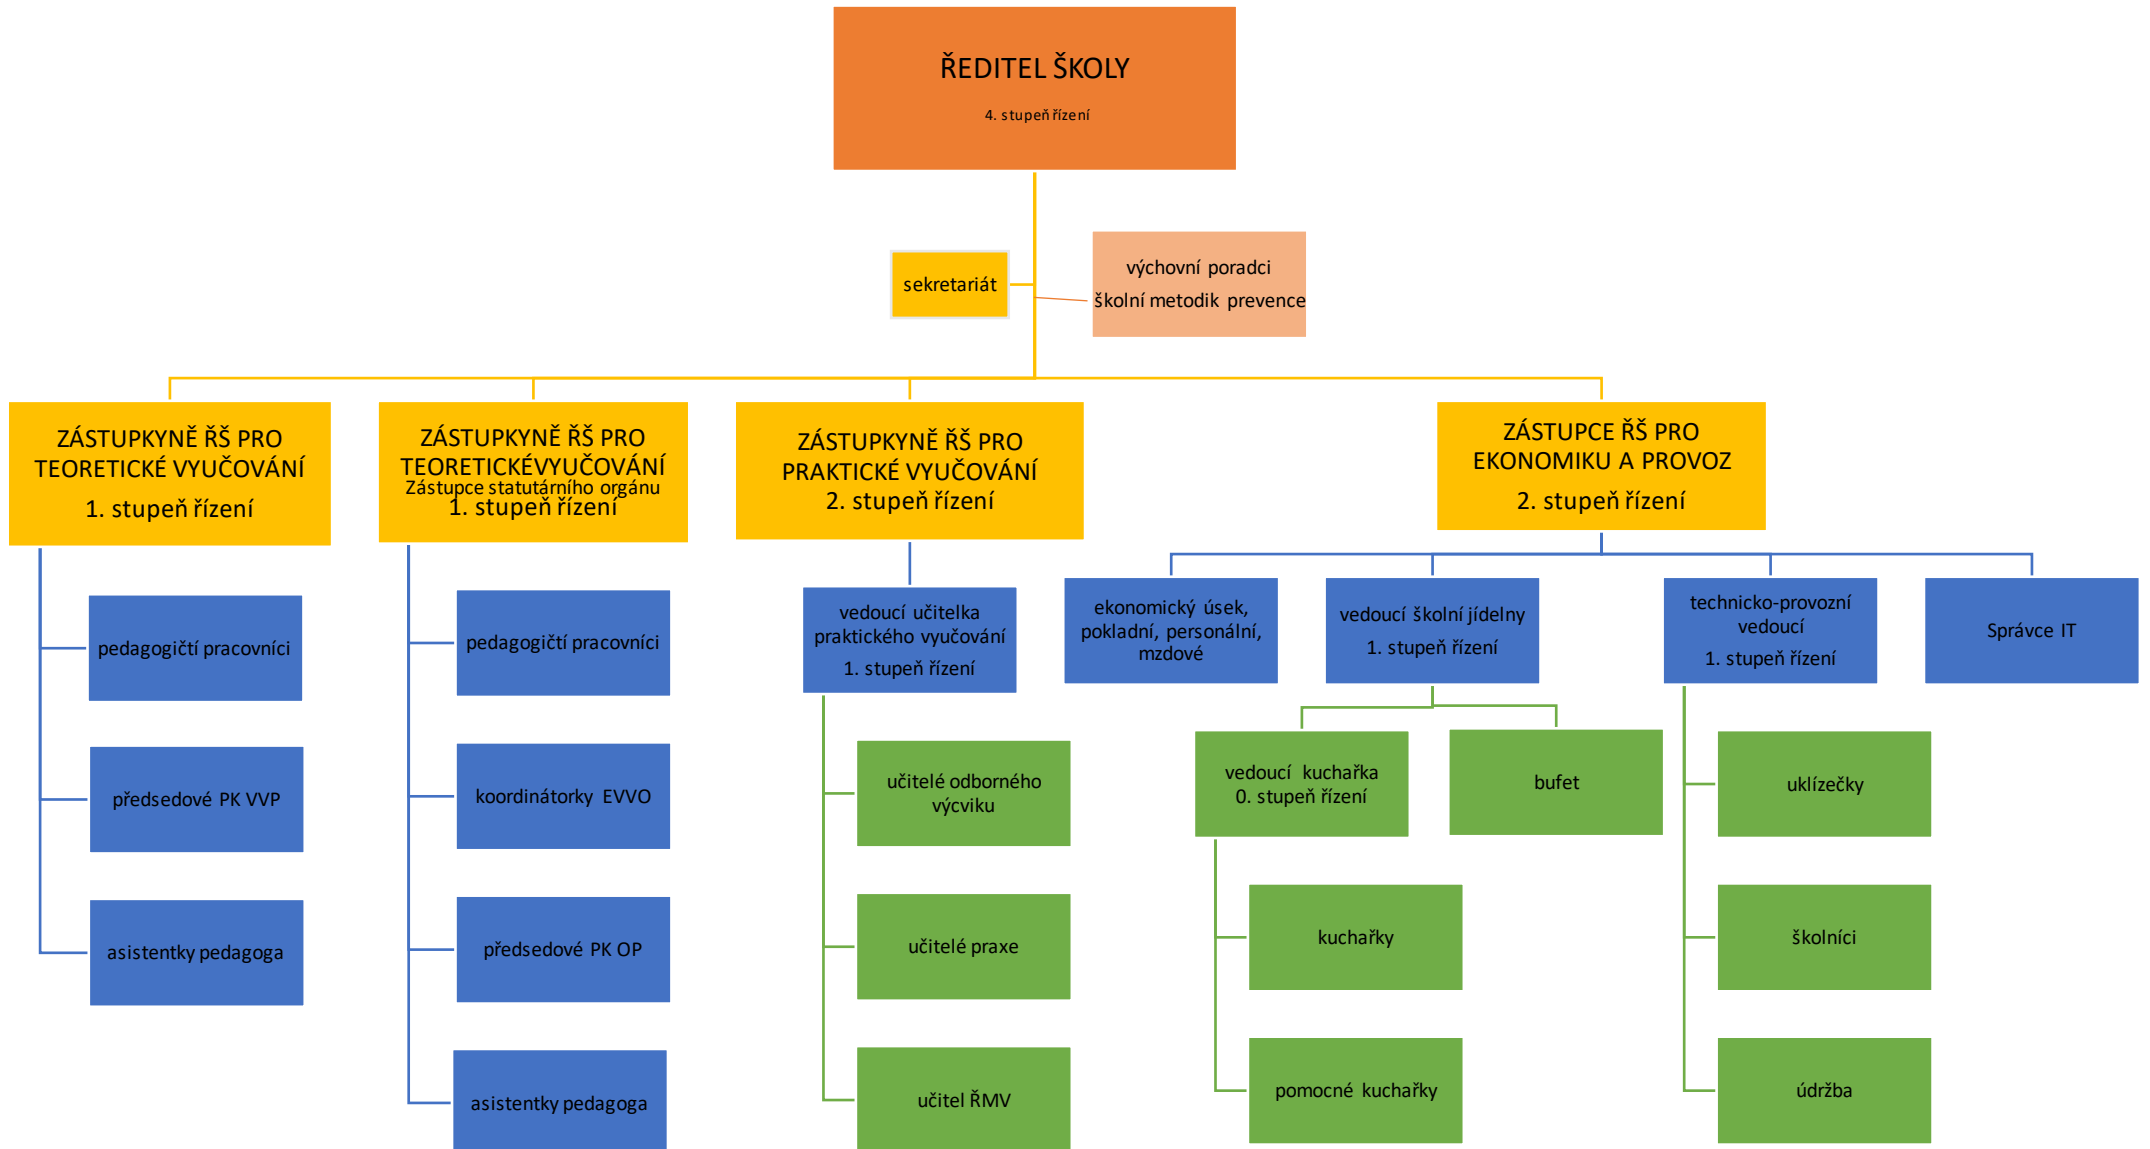 ŘEDITEL ŠKOLY
4. stupeň řízení
sekretariát
výchovní poradci
školní metodik prevence
ZÁSTUPKYNĚ ŘŠ PRO
TEORETICKÉ VYUČOVÁNÍ
1. stupeň řízení
ZÁSTUPKYNĚ ŘŠ PRO
TEORETICKÉVYUČOVÁNÍ
Zástupce statutárního orgánu
1. stupeň řízení
ZÁSTUPKYNĚ ŘŠ PRO
PRAKTICKÉ VYUČOVÁNÍ
2. stupeň řízení
ZÁSTUPCE ŘŠ PRO
EKONOMIKU A PROVOZ
2. stupeň řízení
pedagogičtí pracovníci
předsedové PK VVP
asistentky pedagoga
pedagogičtí pracovníci
koordinátorky EVVO
předsedové PK OP
asistentky pedagoga
vedoucí učitelka
praktického vyučování
1. stupeň řízení
učitelé odborného
výcviku
učitelé praxe
učitel ŘMV
ekonomický úsek,
pokladní, personální,
mzdové
vedoucí školní jídelny
1. stupeň řízení
vedoucí kuchařka
0. stupeň řízení
kuchařky
pomocné kuchařky
bufet
technicko-provozní
vedoucí
1. stupeň řízení
uklízečky
školníci
údržba
Správce IT